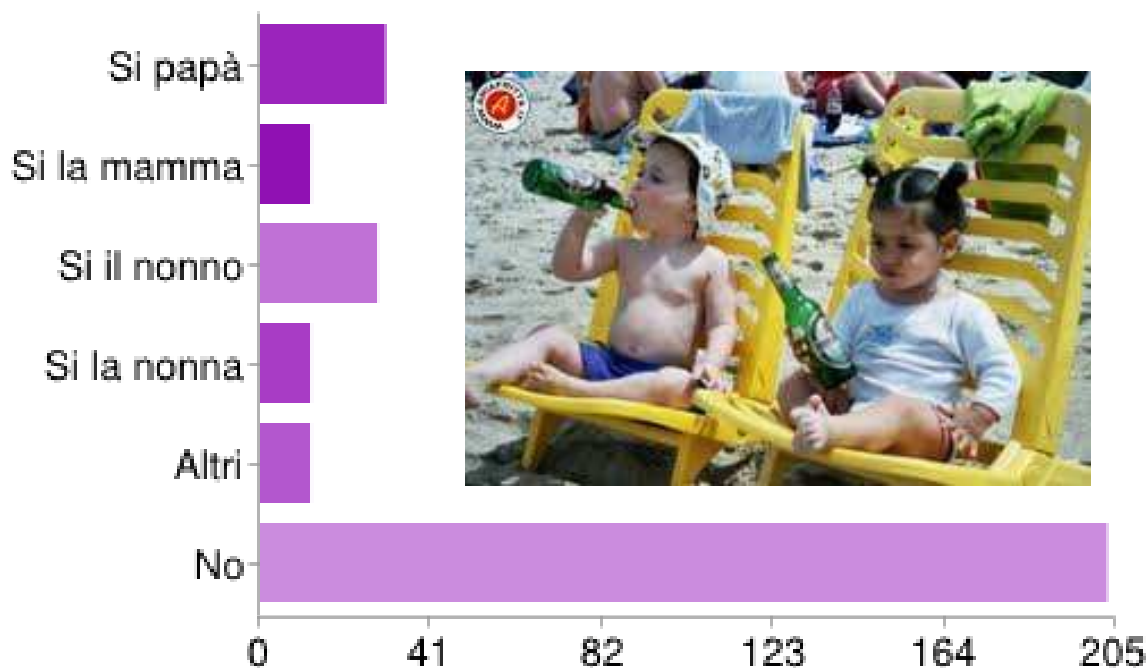 Si papà
Si la mamma
Si il nonno
Si la nonna
Altri
No
0 41 82 123 164 205